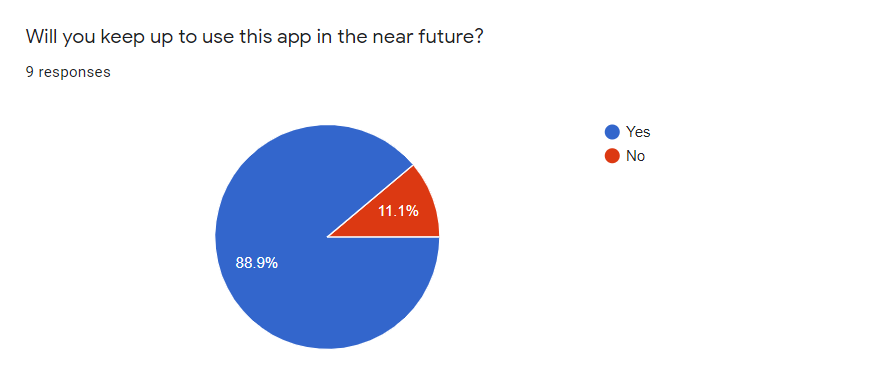 Will you keep up to use this app in the near future?
9 responses
Yes
No
11.1%
88.9%